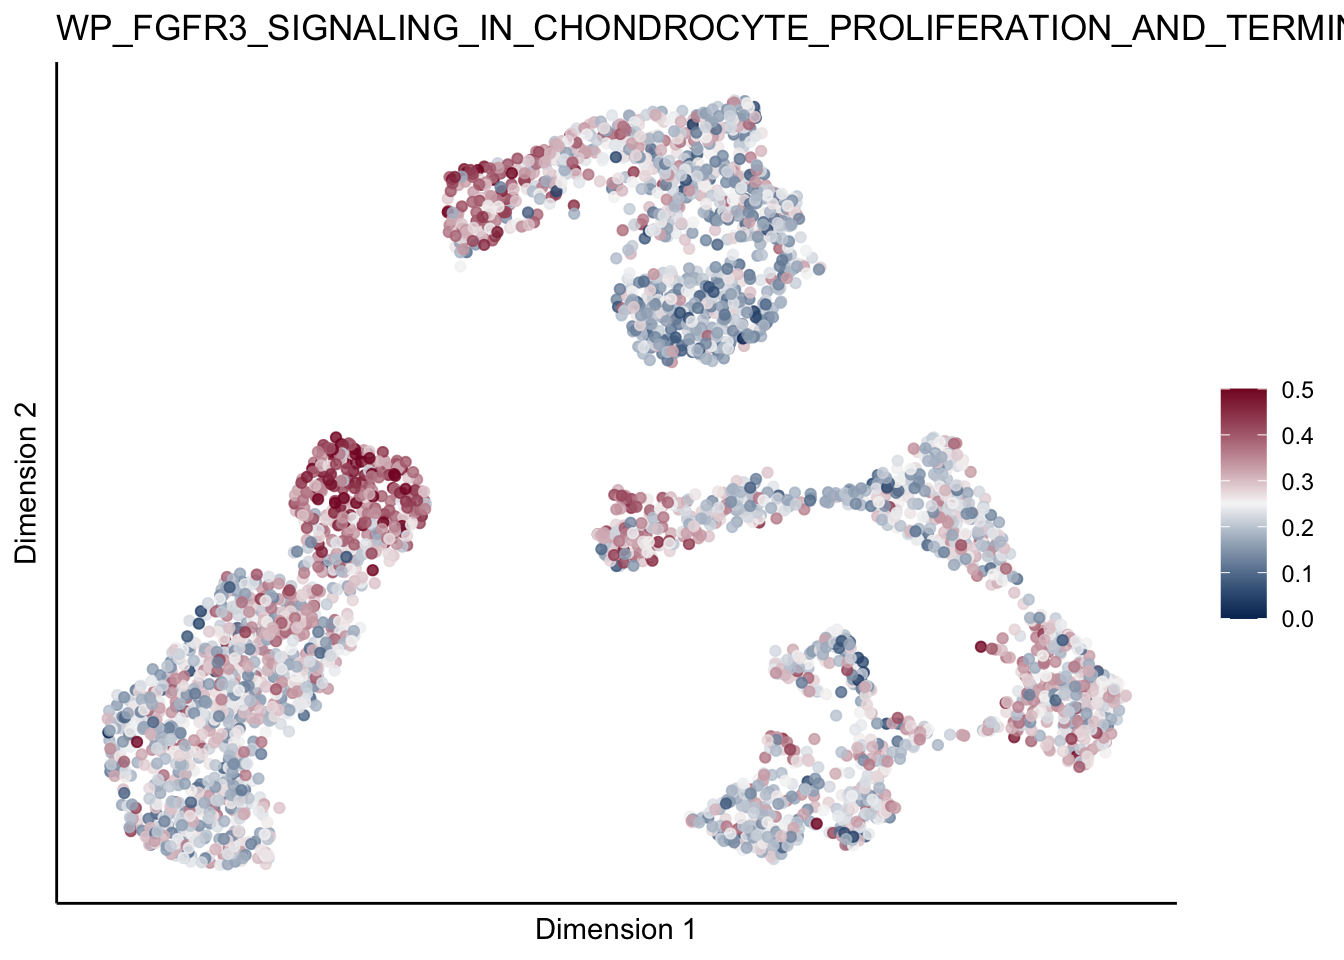 WP_FGFR3_SIGNALING_IN_CHONDROCYTE_PROLIFERATION_AND_TERMIN
Dimension 2
0.5
0.4
0.3
0.2
0.1
0.0
Dimension 1